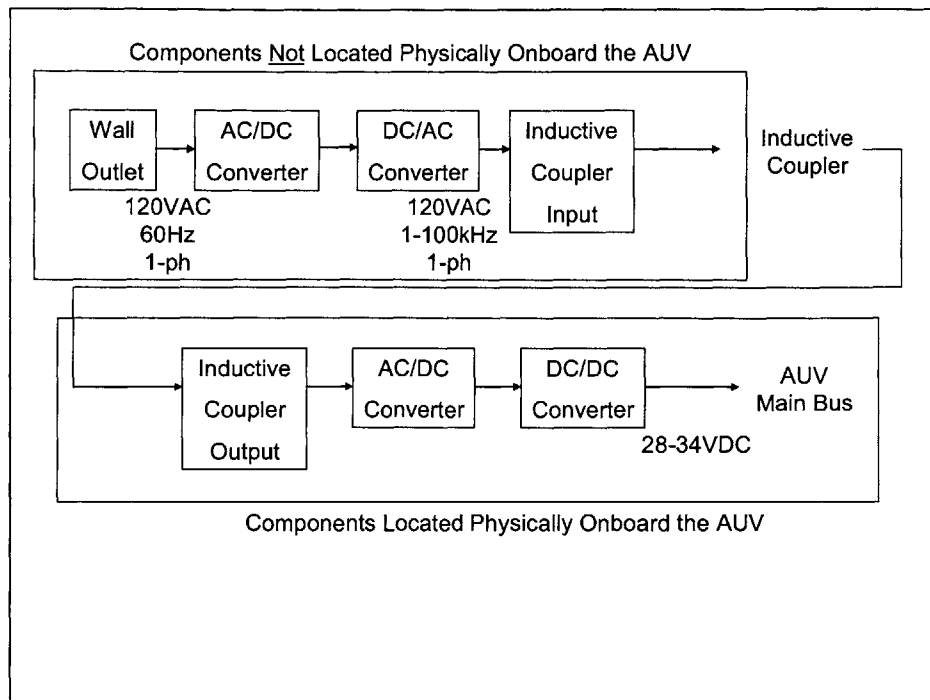 Components Not Located Physically Onboard the AUV
Wall
Outlet
AC/DC
Converter
DC/AC
Converter
Inductive
Coupler
Input
Inductive
Coupler
120VAC
60Hz
1-ph
120VAC
1-100kHz
1-ph
Inductive
Coupler
Output
AC/DC
Converter
DC/DC
Converter
AUV
Main Bus
28-34VDC
Components Located Physically Onboard the AUV